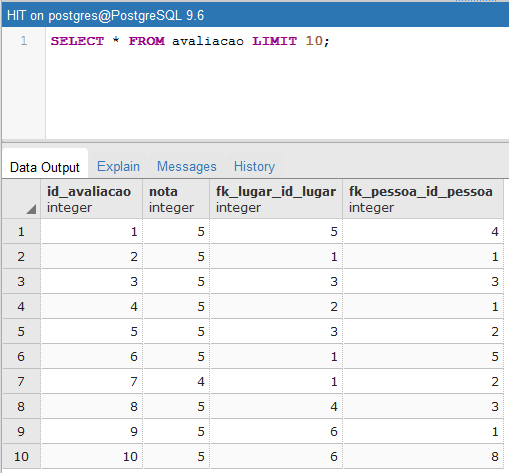 HIT on postgres@PostgreSQL 9.6
1 SELECT * FROM avaliacao LIMIT 10;
Data Output Explain Messages History
id_avaliacao nota fk_lugar_id_lugar fk_pessoa_id_pessoa
integer integer integer integer
1 1 5 5 4
2 2 5 1 1
3 3 5 3 3
4 4 5 2 1
5 5 5 3 2
6 6 5 1 5
7 7 4 1 2
8 8 5 4 3
9 9 5 6 1
10 10 5 6 8